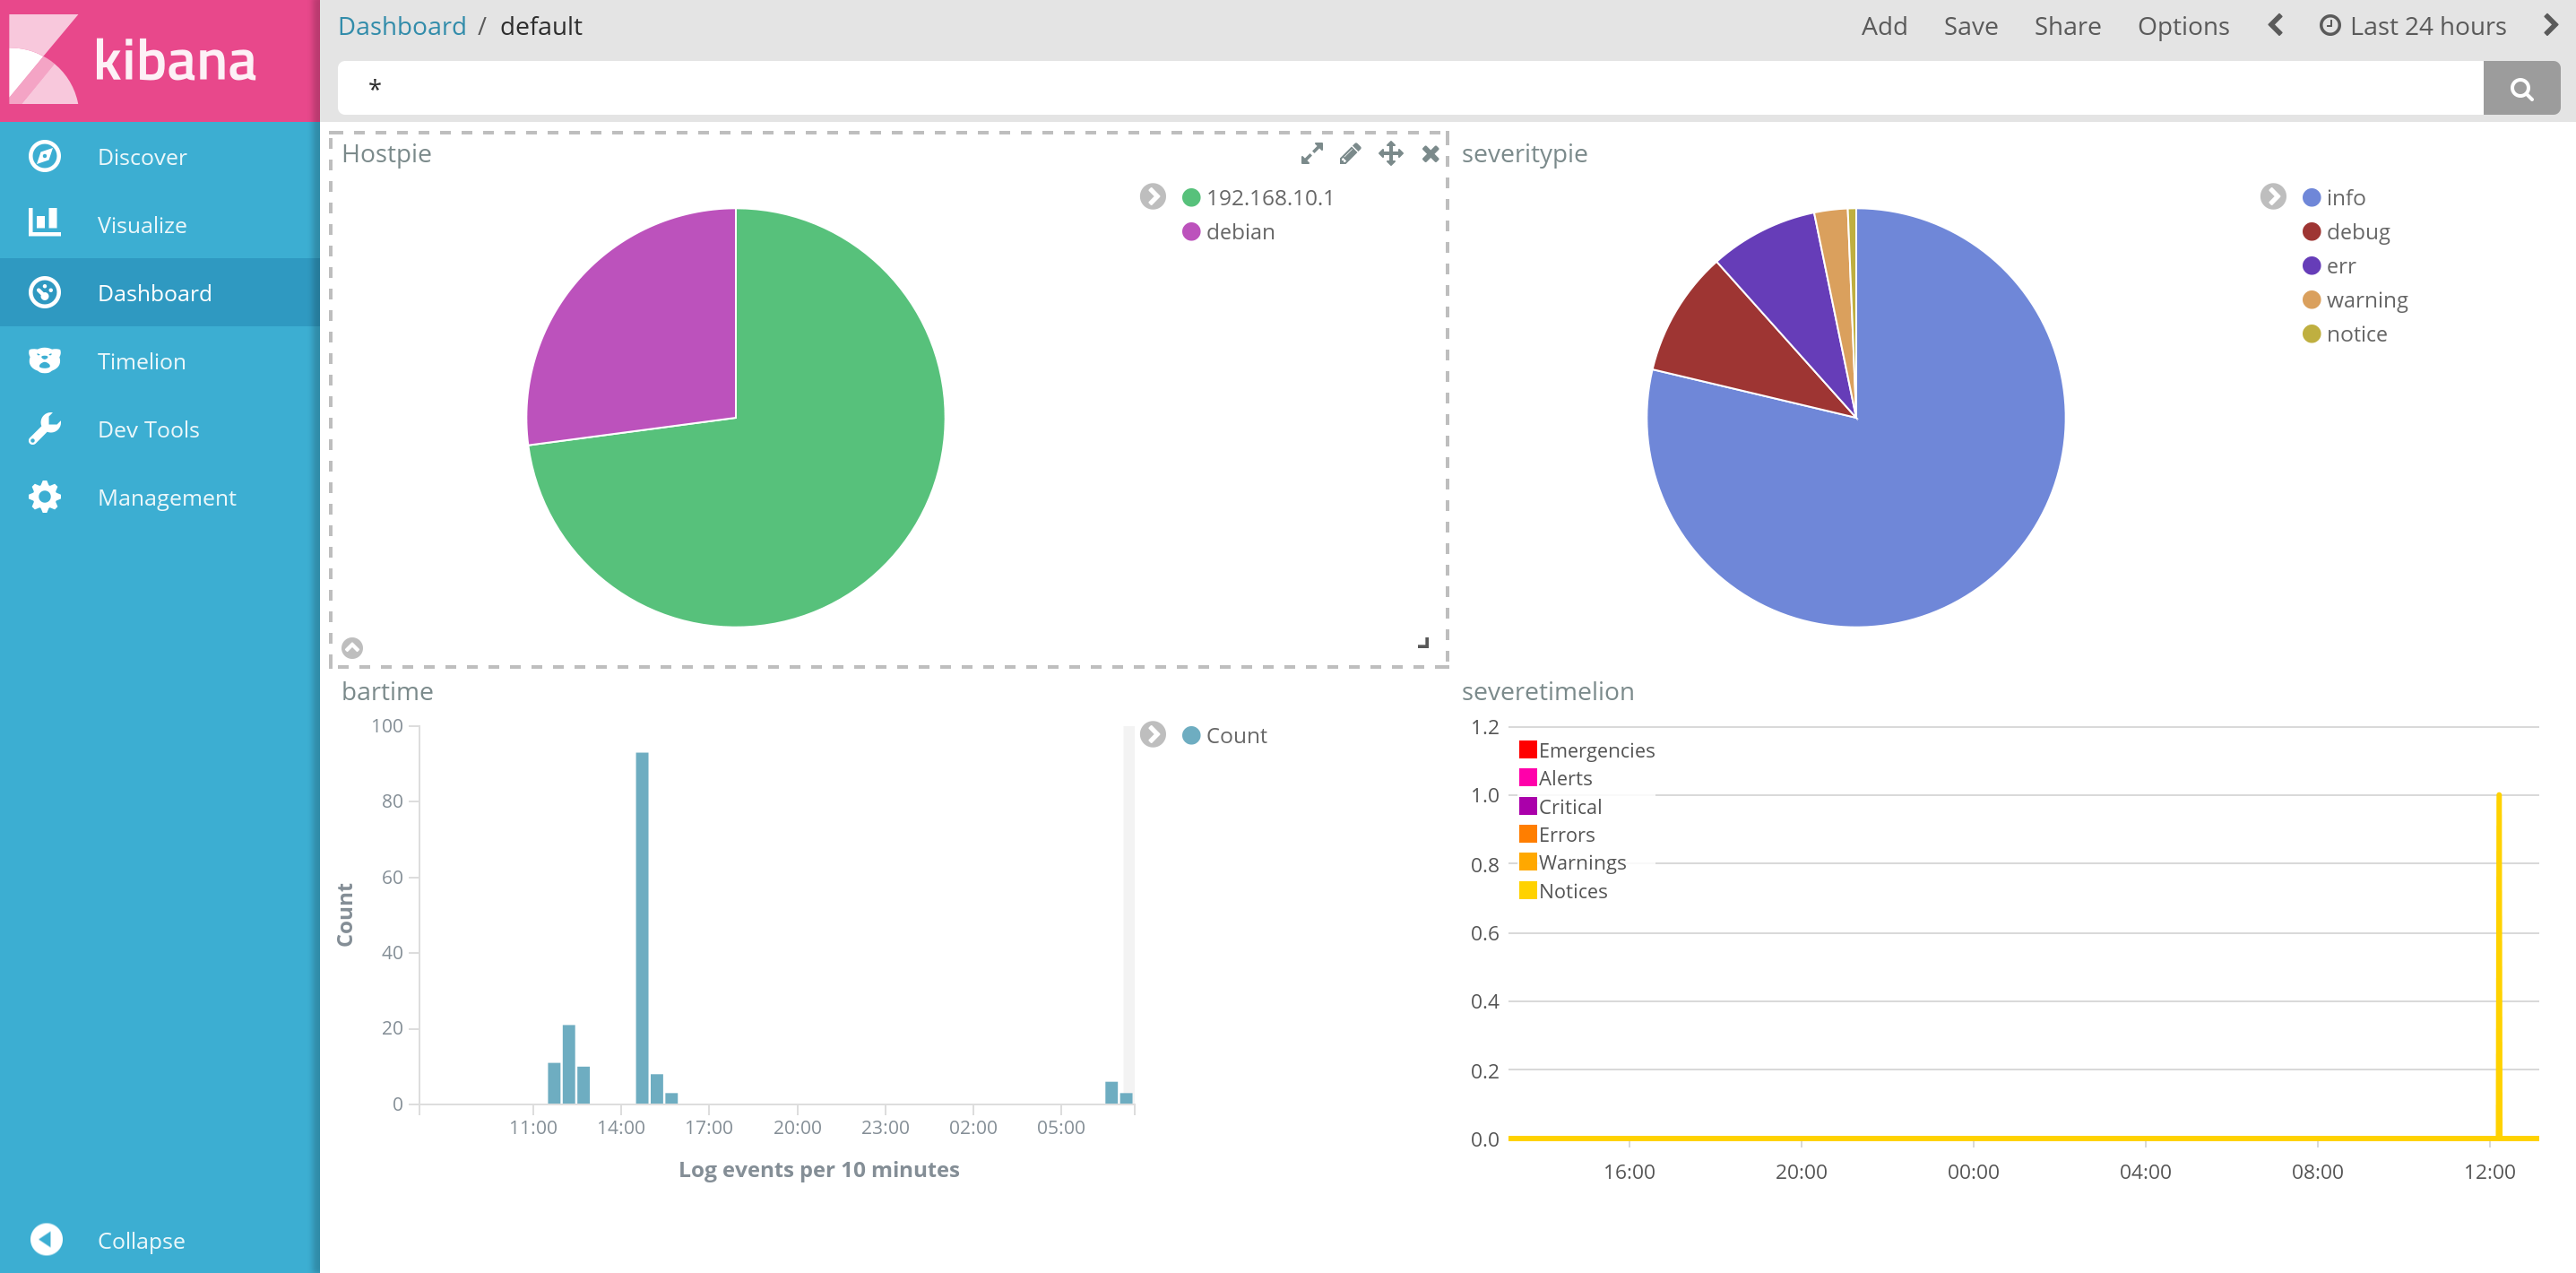 kibana
Discover
Visualize
Dashboard
Timelion
Dev Tools
Management
Collapse
Dashboard / default
Add Save Share Options Last 24 hours
*
Hostpie
192.168.10.1
debian
severitypie
info
debug
err
warning
notice
bartime
100
80
60
40
20
0
Count
Count
11:00 14:00 17:00 20:00 23:00 02:00 05:00
Log events per 10 minutes
severetimelion
1.2
1.0
0.8
0.6
0.4
0.2
0.0
Emergencies
Alerts
Critical
Errors
Warnings
Notices
16:00 20:00 00:00 04:00 08:00 12:00